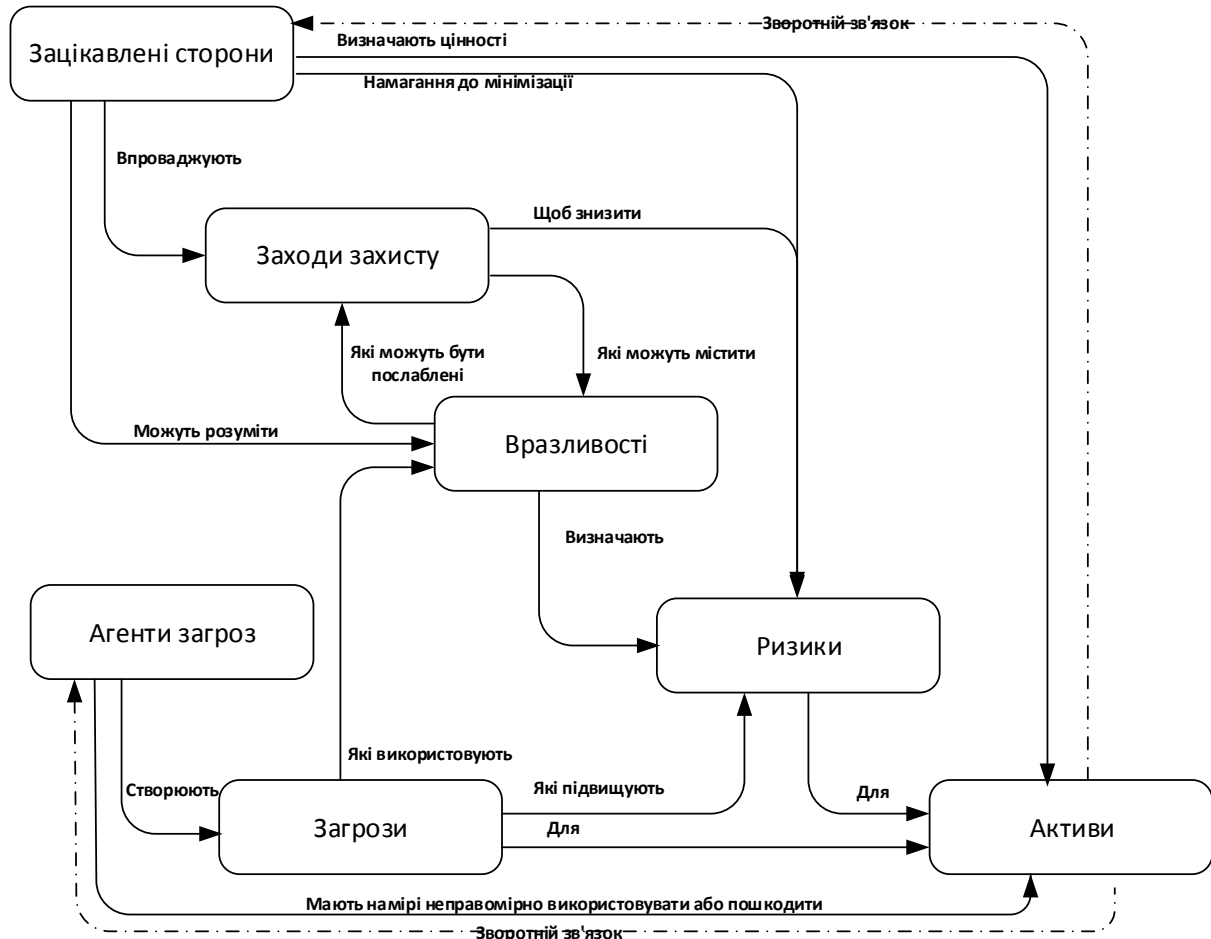 Зворотній зв'язок
Зацікавлені сторони
Визначають цінності
Намагання до мінімізації
Впроваджують
Щоб знизити
Заходи захисту
Які можуть бути
послаблені
Які можуть містити
Можуть розуміти
Вразливості
Визначають
Агенти загроз
Ризики
Які використовують
Створюють
Які підвищують
Для
Загрози
Для
Активи
Мають намірі неправомірно використовувати або пошкодити
Зворотній зв'язок